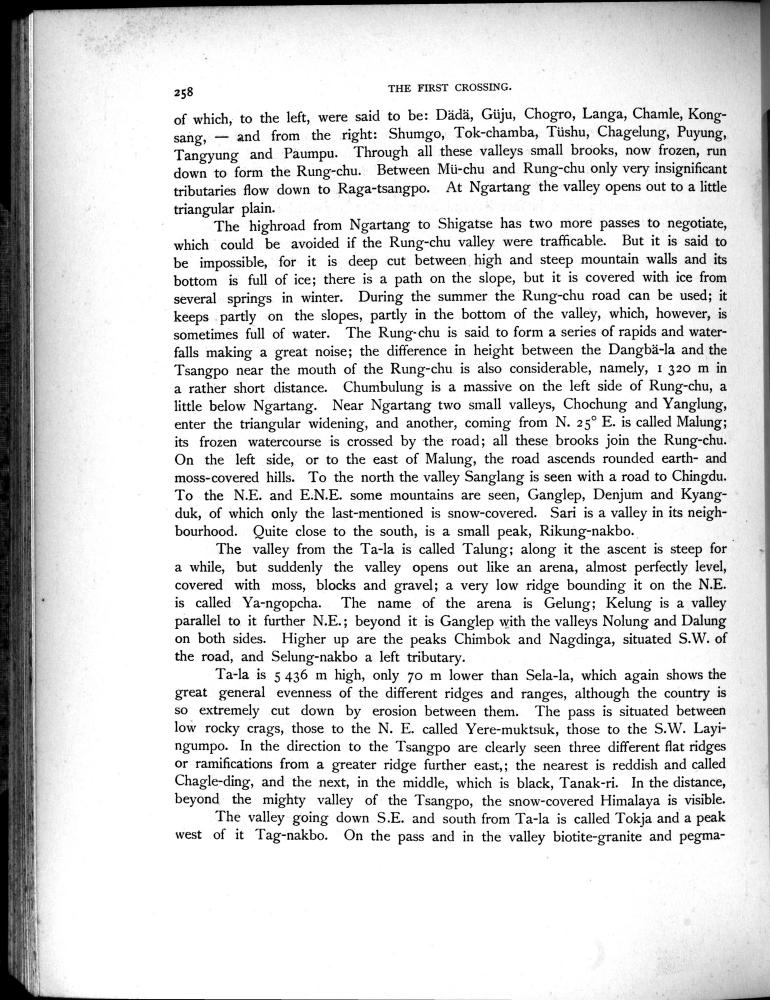 258
THE FIRST CROSSING.
of which, to the left, were said to be: Dädä, Güju, Chogro, Langa, Chamle, Kong-
sang, — and from the right: Shumgo, Tok-chamba, Tüshu, Chagelung, Puyung,
Tangyung and Paumpu. Through all these valleys small brooks, now frozen, run
down to form the Rung-chu. Between Mü-chu and Rung-chu only very insignificant
tributaries flow down to Raga-tsangpo. At Ngartang the valley opens out to a little
triangular plain.
The highroad from Ngartang to Shigatse has two more passes to negotiate,
which could be avoided if the Rung-chu valley were trafficable. But it is said to
be impossible, for it is deep cut between high and steep mountain walls and its
bottom is full of ice; there is a path on the slope, but it is covered with ice from
several springs in winter. During the summer the Rung-chu road can be used; it
keeps partly on the slopes, partly in the bottom of the valley, which, however, is
sometimes full of water. The Rung-chu is said to form a series of rapids and water-
falls making a great noise; the difference in height between the Dangbä-la and the
Tsangpo near the mouth of the Rung-chu is also considerable, namely, 1 320 m in
a rather short distance. Chumbulung is a massive on the left side of Rung-chu, a
little below Ngartang. Near Ngartang two small valleys, Chochung and Yanglung,
enter the triangular widening, and another, coming from N. 25° E. is called Malung;
its frozen watercourse is crossed by the road; all these brooks join the Rung-chu.
On the left side, or to the east of Malung, the road ascends rounded earth- and
moss-covered hills. To the north the valley Sanglang is seen with a road to Chingdu.
To the N.E. and E.N.E. some mountains are seen, Ganglep, Denjum and Kyang-
duk, of which only the last-mentioned is snow-covered. Sari is a valley in its neigh-
bourhood. Quite close to the south, is a small peak, Rikung-nakbo.
The valley from the Ta-la is called Talung; along it the ascent is steep for
a while, but suddenly the valley opens out like an arena, almost perfectly level,
covered with moss, blocks and gravel; a very low ridge bounding it on the N.E.
is called Ya-ngopcha. The name of the arena is Gelung; Kelung is a valley
parallel to it further N.E.; beyond it is Ganglep with the valleys Nolung and Dalung
on both sides. Higher up are the peaks Chimbok and Nagdinga, situated S.W. of
the road, and Selung-nakbo a left tributary.
Ta-la is 5 436 m high, only 70 m lower than Sela-la, which again shows the
great general evenness of the different ridges and ranges, although the country is
so extremely cut down by erosion between them. The pass is situated between
low rocky crags, those to the N. E. called Yere-muktsuk, those to the S.W. Layi-
ngumpo. In the direction to the Tsangpo are clearly seen three different flat ridges
or ramifications from a greater ridge further east,; the nearest is reddish and called
Chagle-ding, and the next, in the middle, which is black, Tanak-ri. In the distance,
beyond the mighty valley of the Tsangpo, the snow-covered Himalaya is visible.
The valley going down S.E. and south from Ta-la is called Tokja and a peak
west of it Tag-nakbo. On the pass and in the valley biotite-granite and pegma-